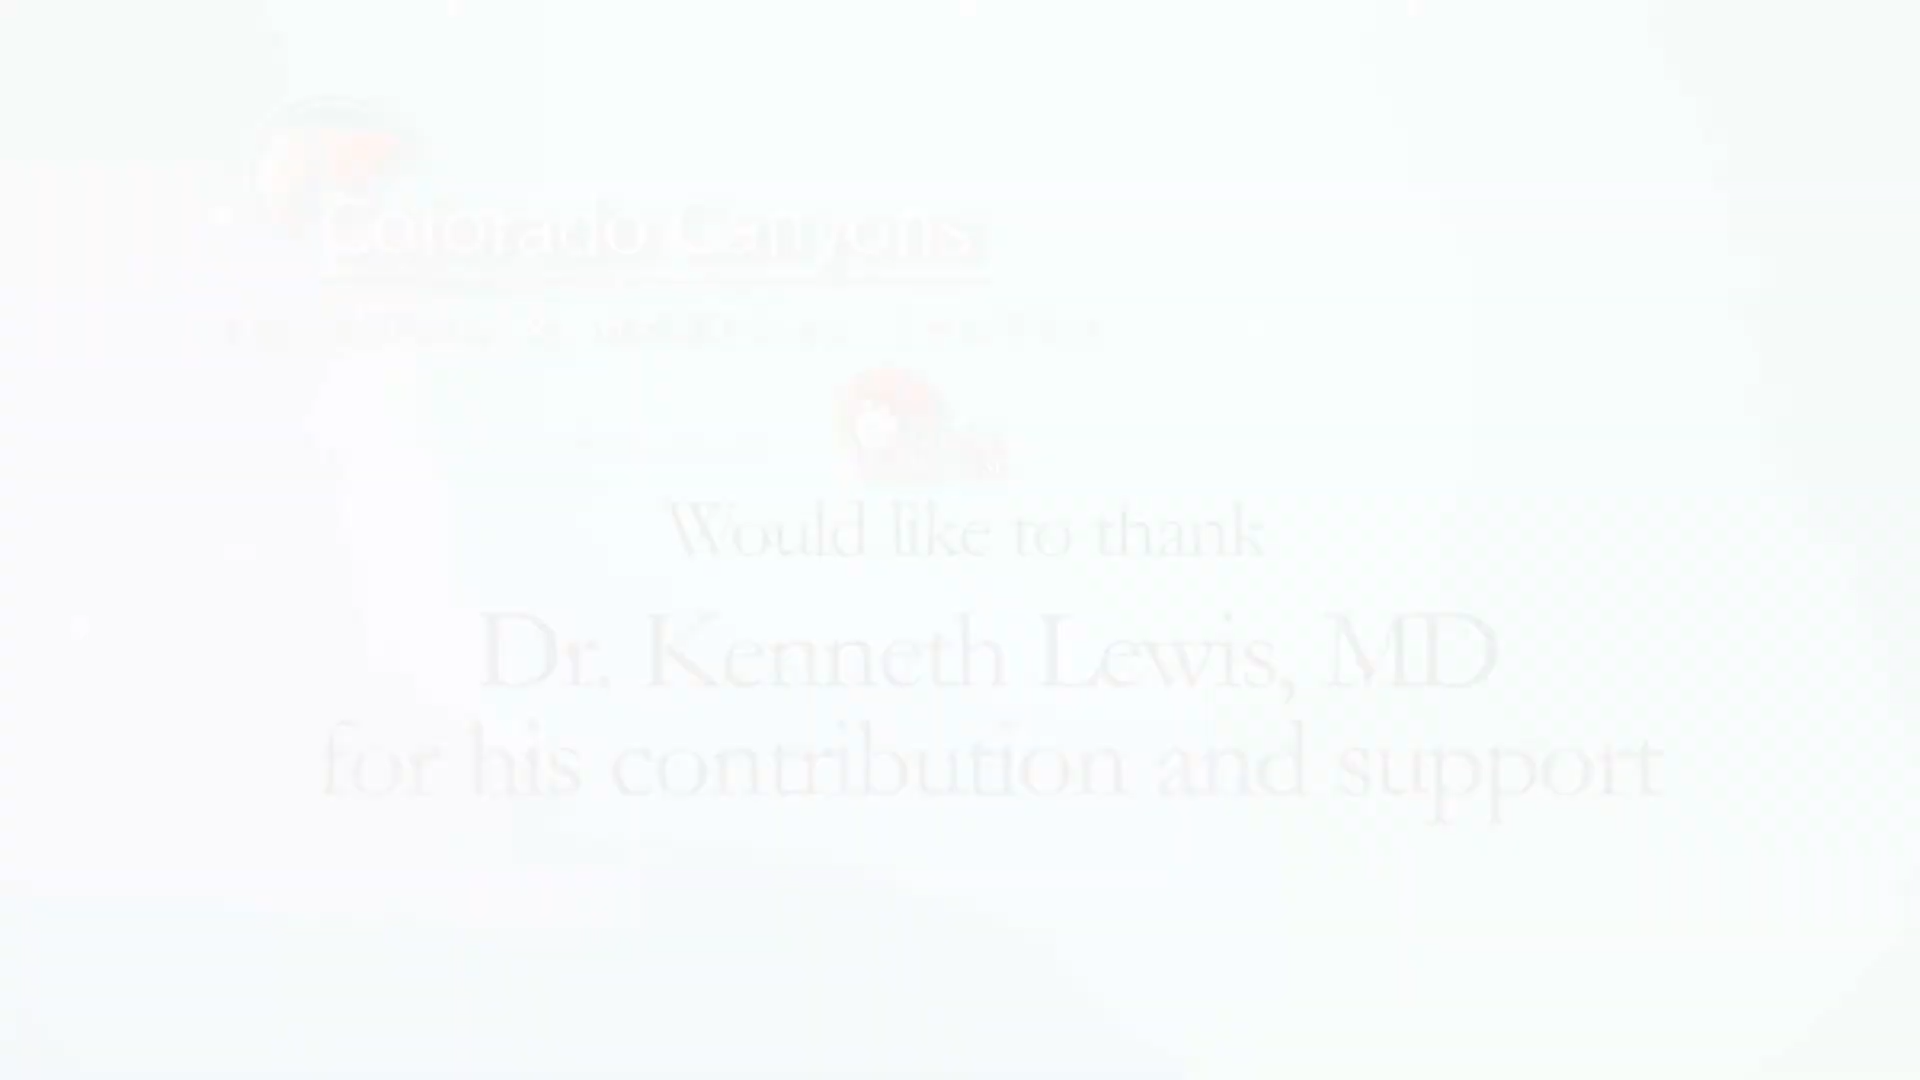 Colorado Canyons
Would like to thank
Dr. Kenneth Lewis, MD
for his contribution and support